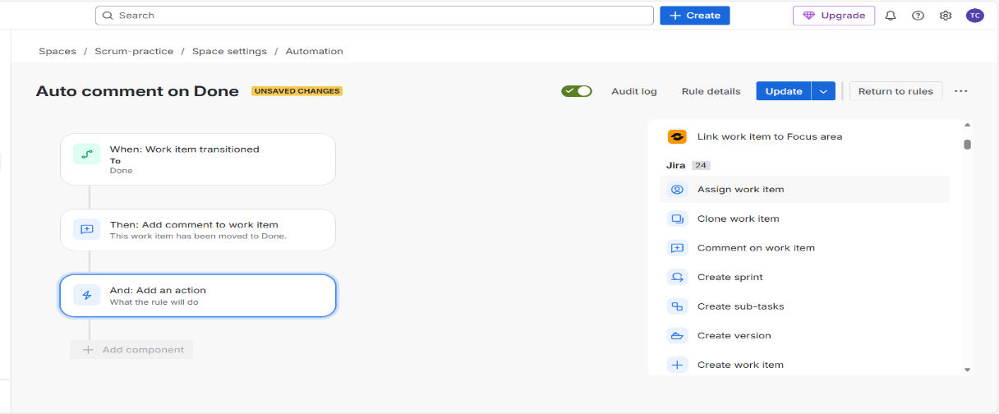 Search
Create
Upgrade
TC
Spaces / Scrum-practice / Space settings / Automation
Auto comment on Done
UNSAVED CHANGES
Audit log
Rule details
Update
Return to rules
When: Work item transitioned
To
Done
Then: Add comment to work item
This work item has been moved to Done.
And: Add an action
What the rule will do
Add component
Link work item to Focus area
Jira 24
Assign work item
Clone work item
Comment on work item
Create sprint
Create sub-tasks
Create version
Create work item